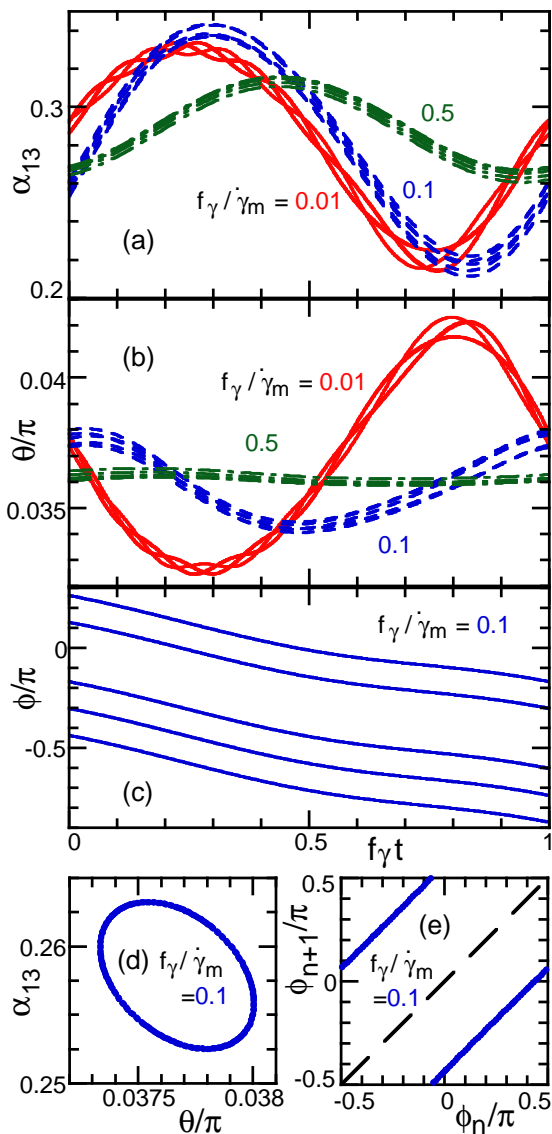 α13
0.3
0.2
0.5
0.1
fγ / γ̇m = 0.01
(a)
(b)
fγ / γ̇m = 0.01
θ/π
0.04
0.035
0.5
0.1
fγ / γ̇m = 0.1
φ/π
0
-0.5
(c)
0 0.5 1
fγt
α13
0.26
0.25
(d) fγ / γ̇m
=0.1
0.0375 0.038
θ/π
φn+1/π
0.5
0
-0.5
(e)
fγ / γ̇m
=0.1
-0.5 0 0.5
φn/π